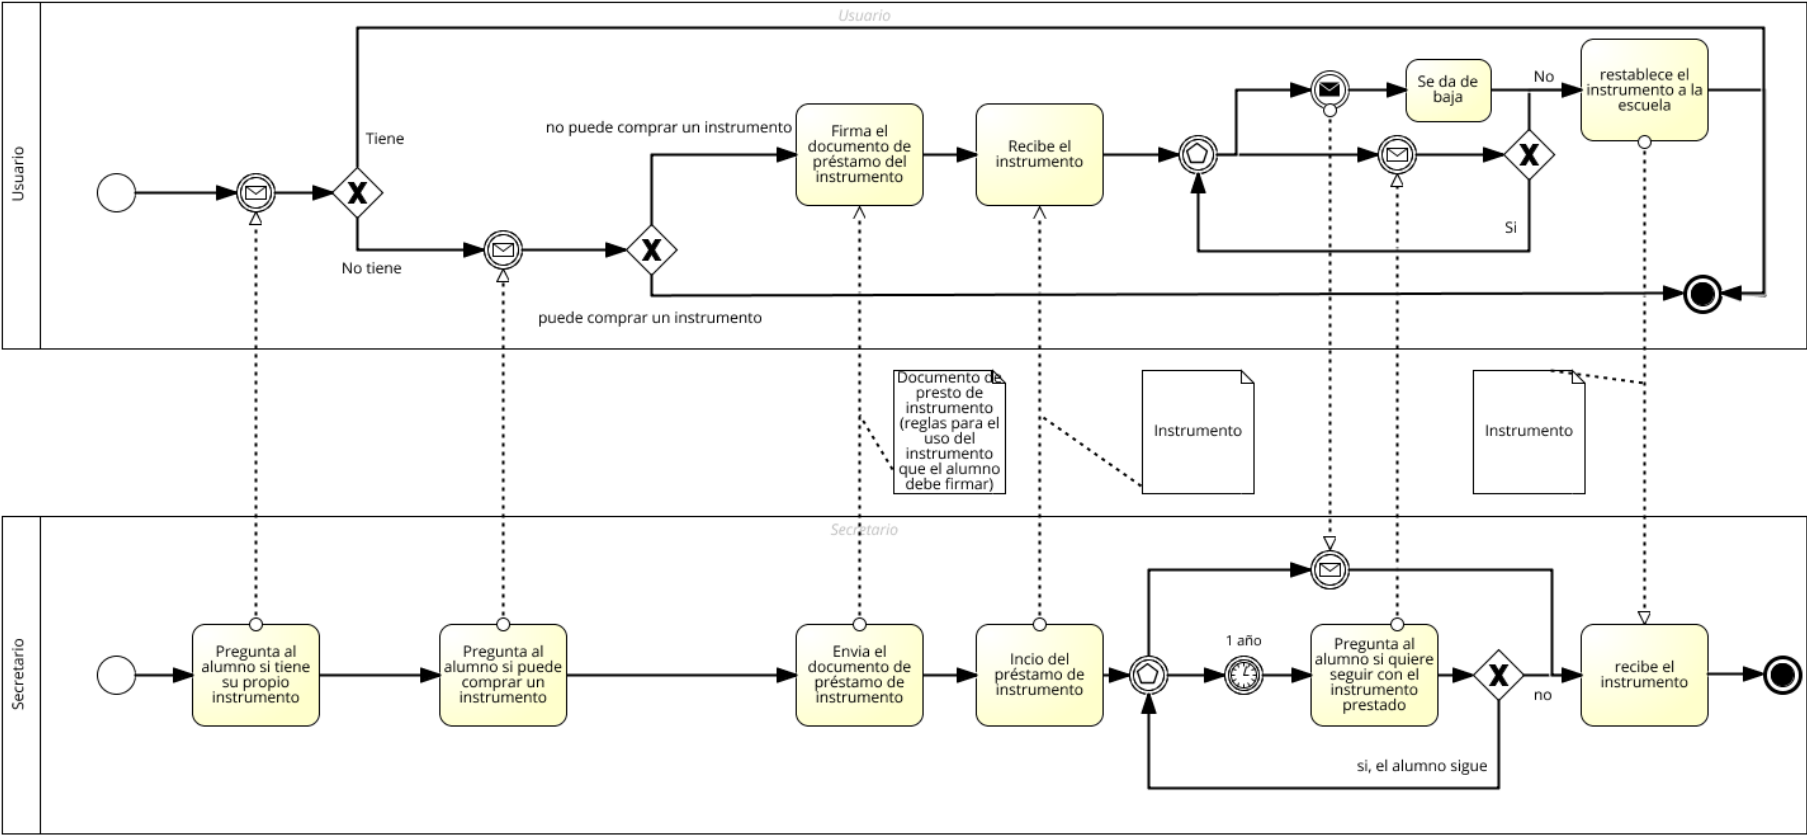 Usuario
Usuario
Tiene
No tiene
no puede comprar un instrumento
puede comprar un instrumento
Firma el
documento de
préstamo del
instrumento
Recibe el
instrumento
Se da de
baja
No
Si
restablece el
instrumento a la
escuela
Documento de
presto de
instrumento
(reglas para el
uso del
instrumento
que el alumno
debe firmar)
Instrumento
Instrumento
Secretario
Secretario
Pregunta al
alumno si tiene
su propio
instrumento
Pregunta al
alumno si puede
comprar un
instrumento
Envia el
documento de
préstamo de
instrumento
Incio del
préstamo de
instrumento
1 año
Pregunta al
alumno si quiere
seguir con el
instrumento
prestado
no
si, el alumno sigue
recibe el
instrumento